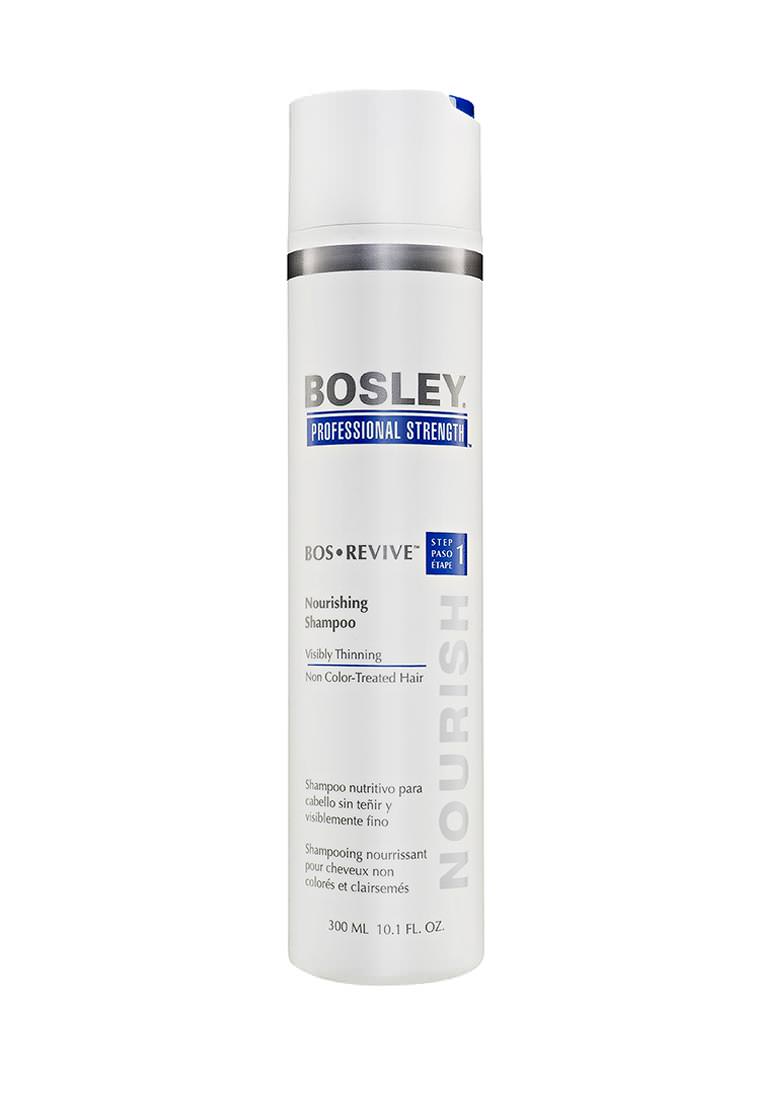 BOSLEY.
PROFESSIONAL STRENGTH™
BOS•REVIVE™
STEP
PASO
ÉTAPE
1
Nourishing
Shampoo
Visibly Thinning
Non Color-Treated Hair
NOURISH
Shampoo nutritivo para
cabello sin teñir y
visiblemente fino
Shampooing nourrissant
pour cheveux non
colorés et clairsemés
300 ML 10.1 FL. OZ.